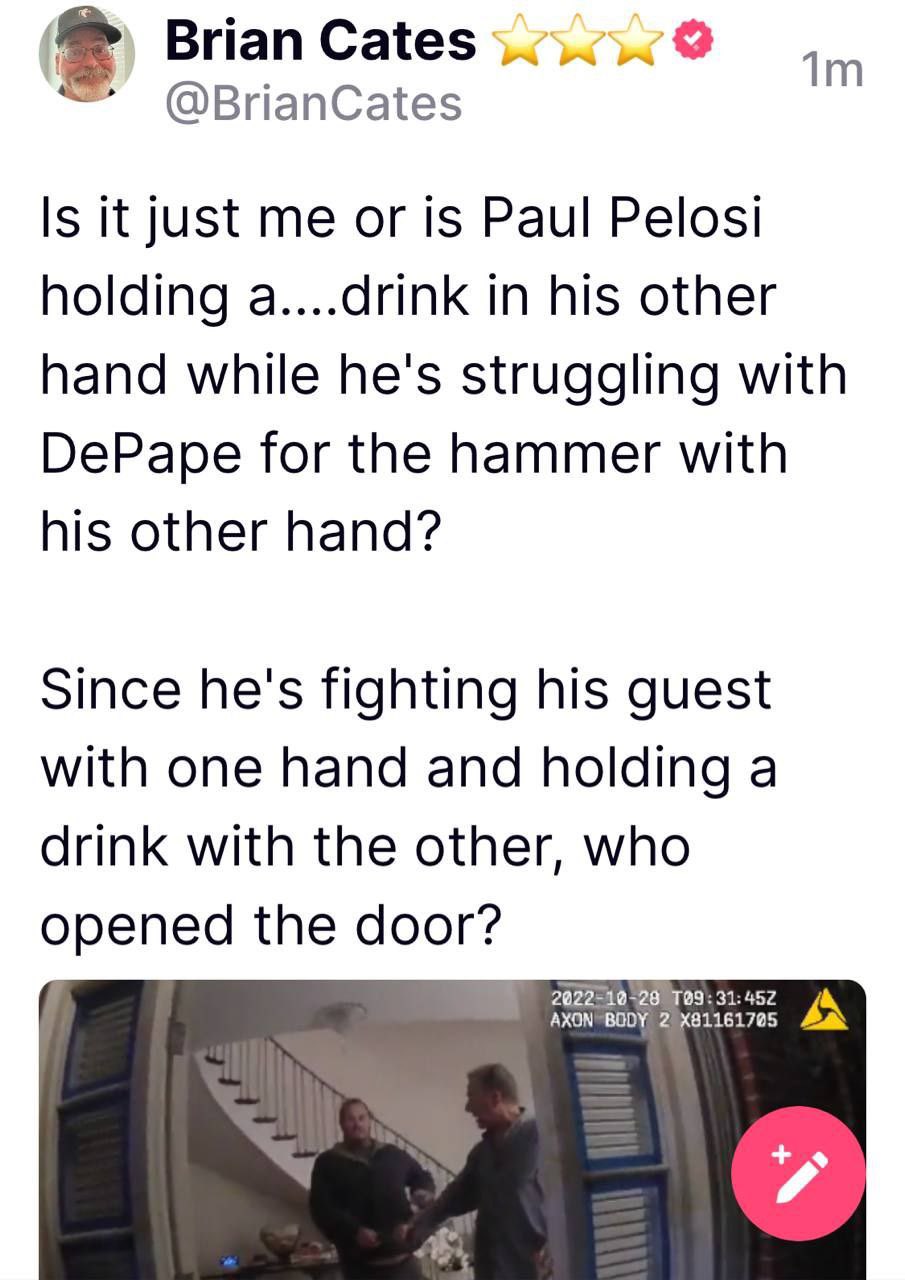 Brian Cates ⭐⭐⭐
@BrianCates
1m
Is it just me or is Paul Pelosi
holding a....drink in his other
hand while he's struggling with
DePape for the hammer with
his other hand?
Since he's fighting his guest
with one hand and holding a
drink with the other, who
opened the door?
2022-10-28 T09:31:45Z
AXON BODY 2 X81161705